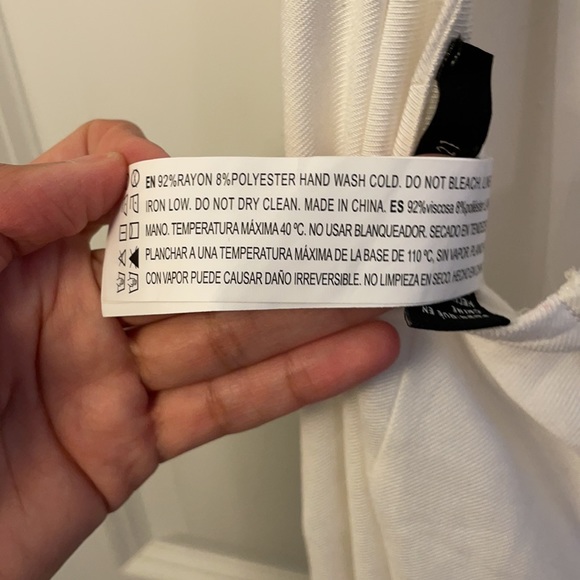 EN 92%RAYON 8%POLYESTER HAND WASH COLD. DO NOT BLEACH.
IRON LOW. DO NOT DRY CLEAN. MADE IN CHINA. ES 92%viscosa 8%poliéster
MANO. TEMPERATURA MÁXIMA 40 ºC. NO USAR BLANQUEADOR. SECADO EN
PLANCHAR A UNA TEMPERATURA MÁXIMA DE LA BASE DE 110 ºC, SIN VAPOR.
CON VAPOR PUEDE CAUSAR DAÑO IRREVERSIBLE. NO LIMPIEZA EN SECO. HECHO EN
21